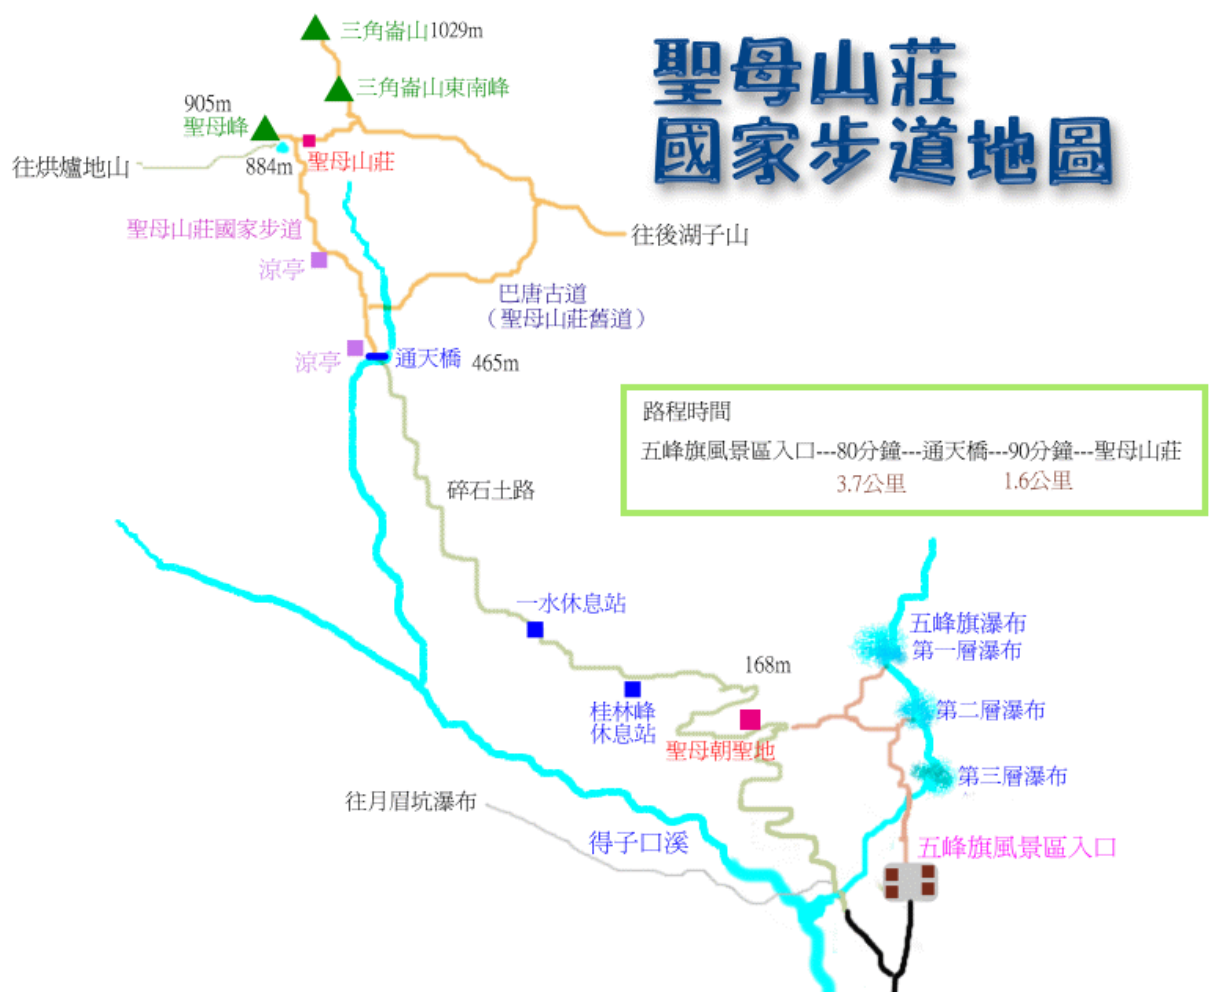 三角崙山1029m
聖母山莊
國家步道地圖
三角崙山東南峰
905m
聖母峰
往烘爐地山
884m
聖母山莊
聖母山莊國家步道
往後湖子山
涼亭
巴唐古道
（聖母山莊舊道）
涼亭
通天橋 465m
路程時間
五峰旗風景區入口---80分鐘---通天橋---90分鐘---聖母山莊
3.7公里 1.6公里
碎石土路
一水休息站
五峰旗瀑布
第一層瀑布
168m
桂林峰
休息站
第二層瀑布
聖母朝聖地
第三層瀑布
往月眉坑瀑布
得子口溪
五峰旗風景區入口